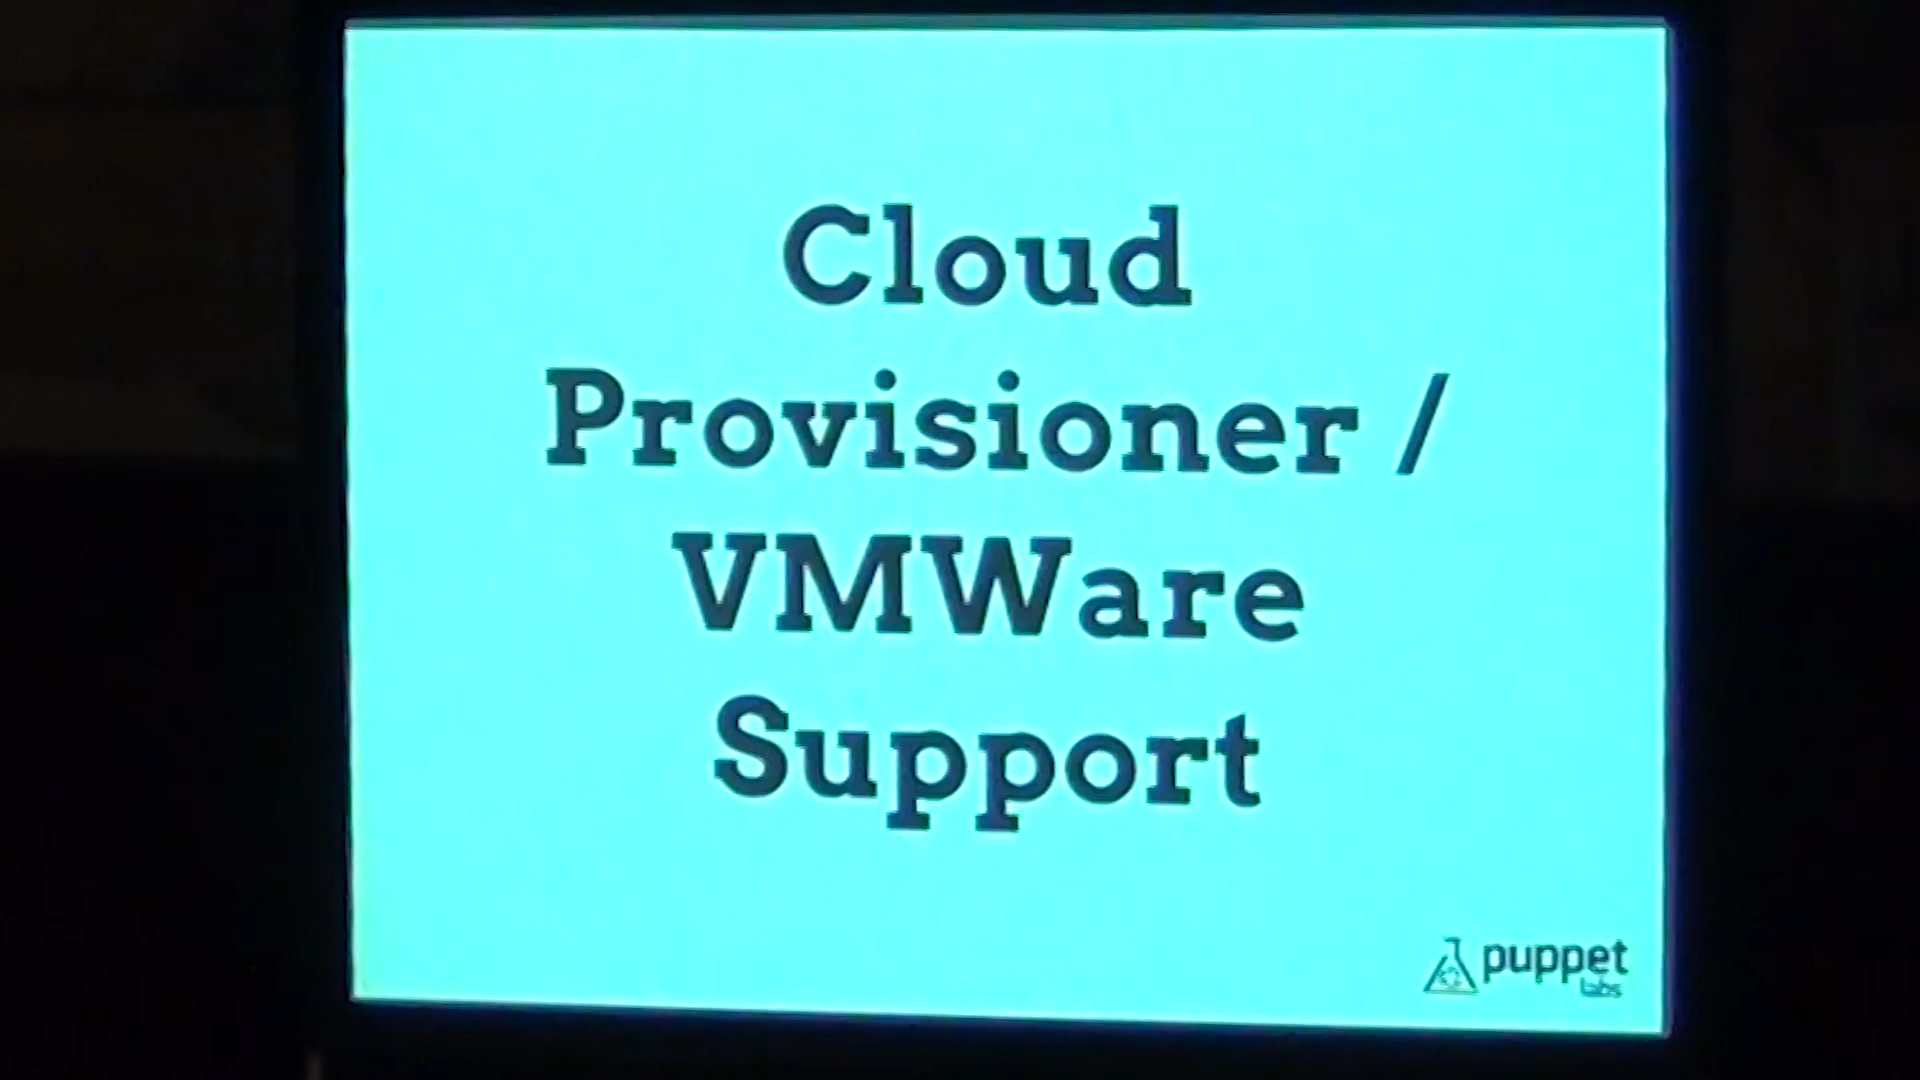 Cloud
Provisioner /
VMWare
Support
puppet
labs